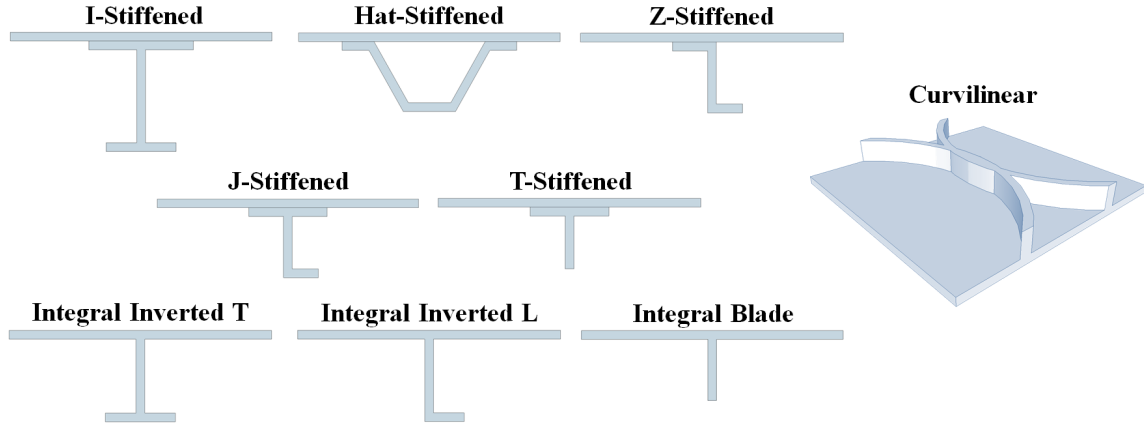 I-Stiffened
Hat-Stiffened
Z-Stiffened
Curvilinear
J-Stiffened
T-Stiffened
Integral Inverted T
Integral Inverted L
Integral Blade